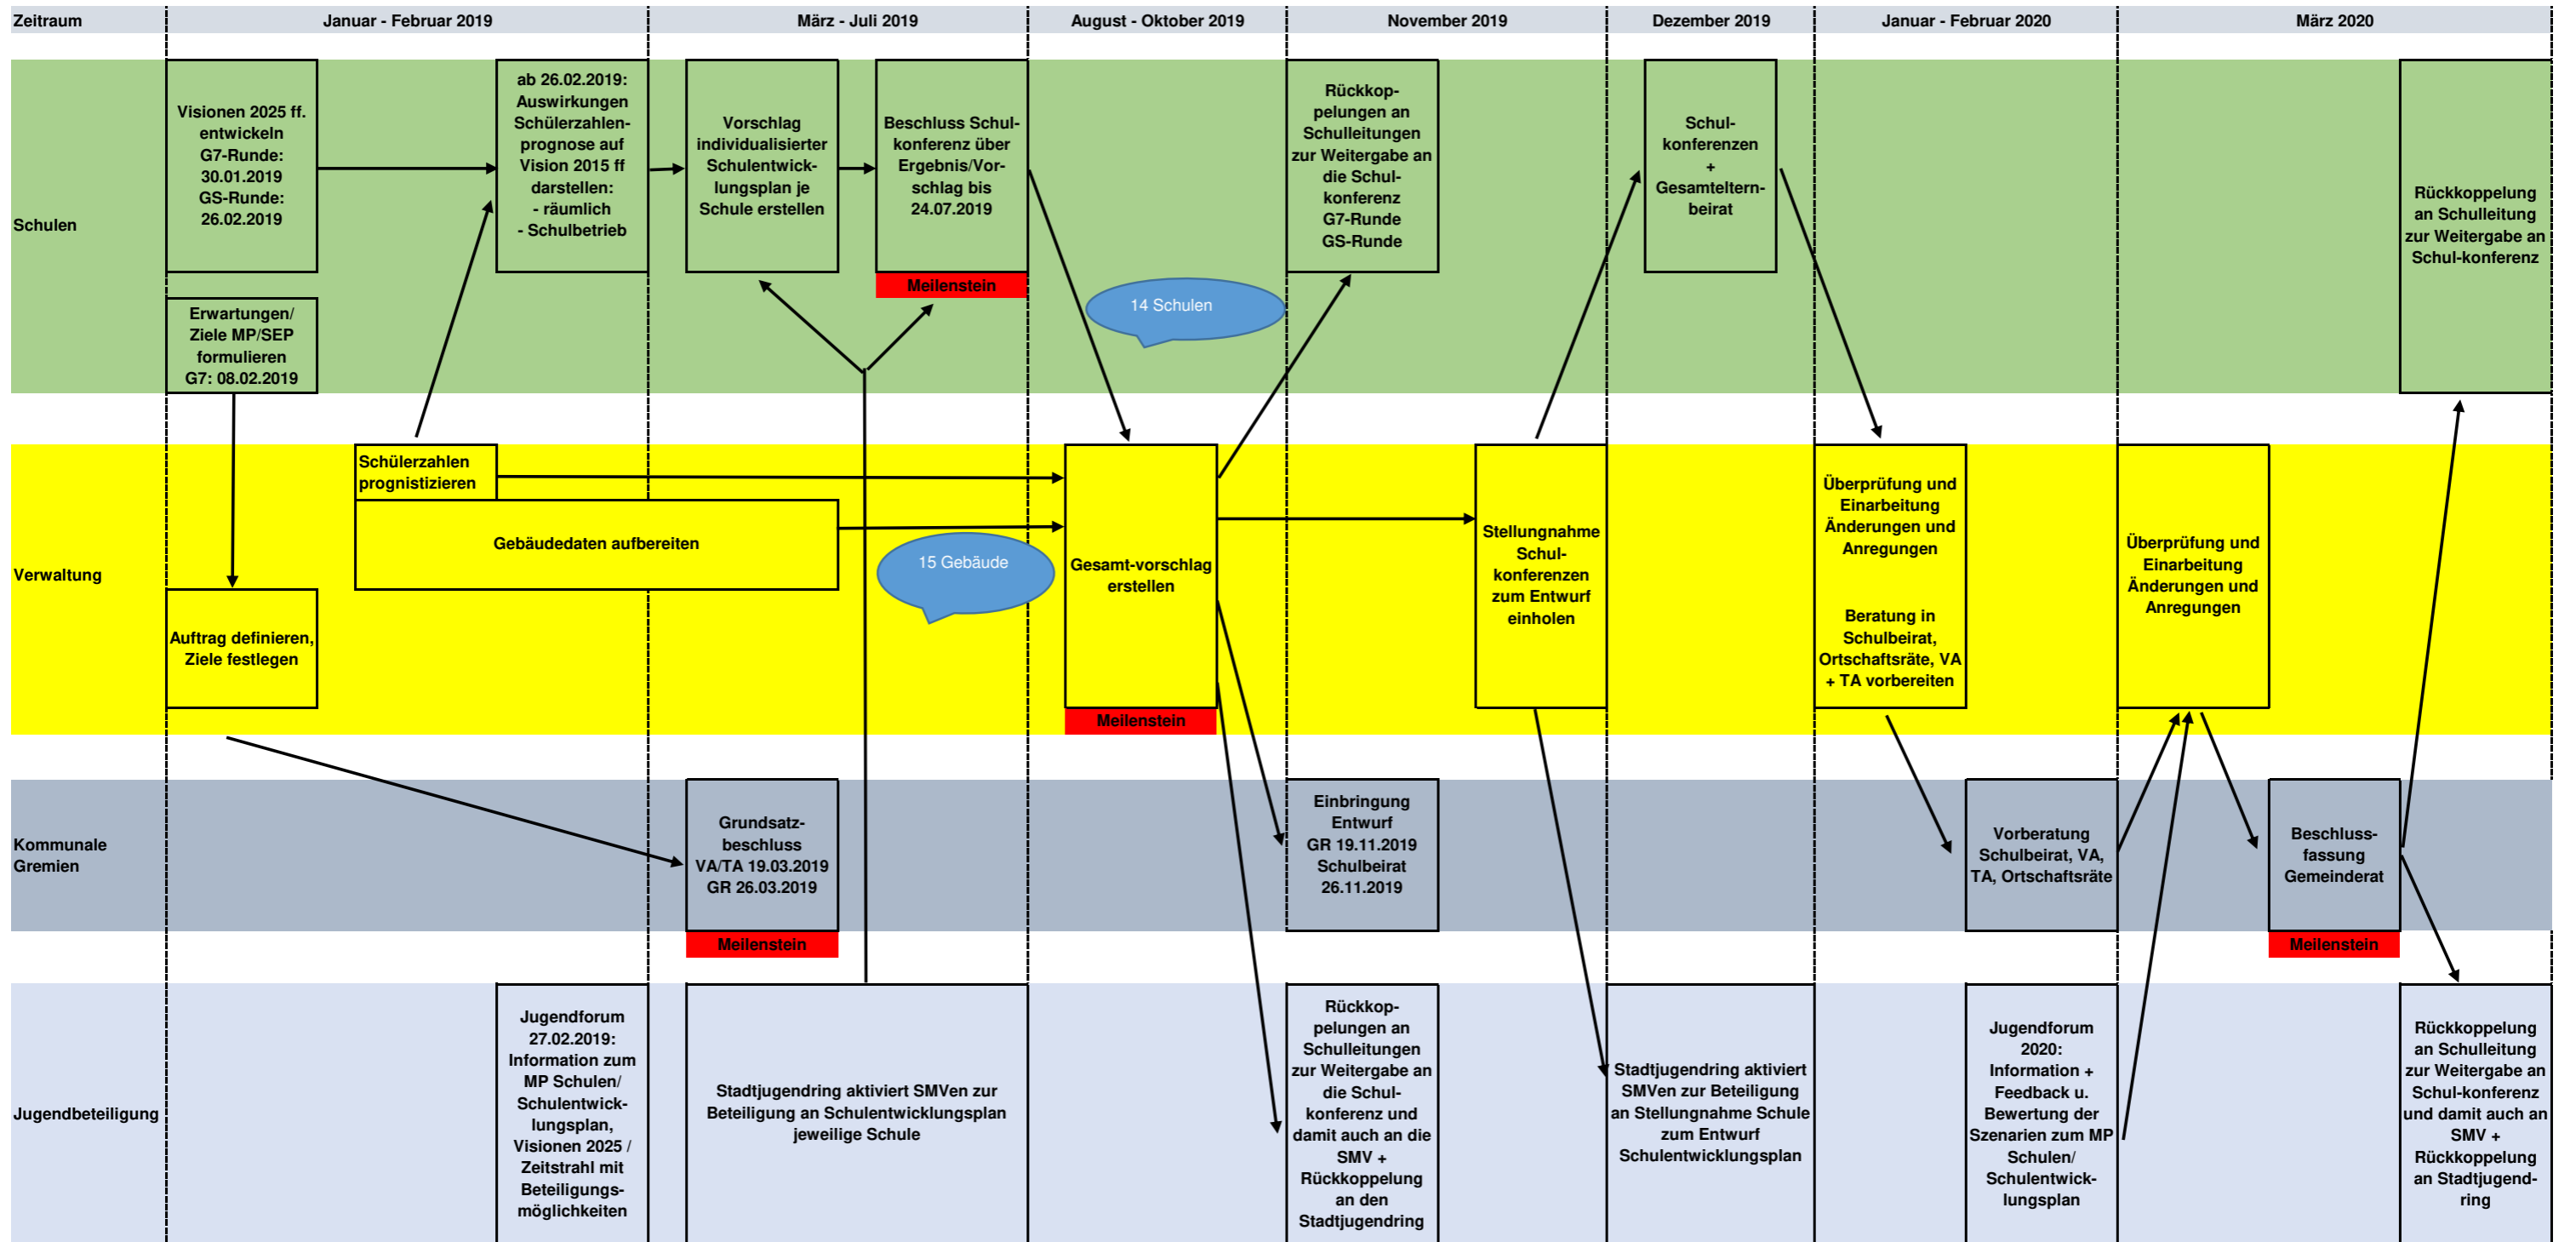 Zeitraum
Januar - Februar 2019
März - Juli 2019
August - Oktober 2019
November 2019
Dezember 2019
Januar - Februar 2020
März 2020
Schulen
Visionen 2025 ff.
entwickeln
G7-Runde:
30.01.2019
GS-Runde:
26.02.2019
Erwartungen/
Ziele MP/SEP
formulieren
G7: 08.02.2019
ab 26.02.2019:
Auswirkungen
Schülerzahlen-
prognose auf
Vision 2015 ff
darstellen:
- räumlich
- Schulbetrieb
Vorschlag
individualisierter
Schulentwick-
lungsplan je
Schule erstellen
Beschluss Schul-
konferenz über
Ergebnis/Vor-
schlag bis
24.07.2019
Meilenstein
14 Schulen
Rückkop-
pelungen an
Schulleitungen
zur Weitergabe an
die Schul-
konferenz
G7-Runde
GS-Runde
Schul-
konferenzen
+
Gesamteltern-
beirat
Rückkoppelung
an Schulleitung
zur Weitergabe an
Schul-konferenz
Verwaltung
Auftrag definieren,
Ziele festlegen
Schülerzahlen
prognistizieren
Gebäudedaten aufbereiten
15 Gebäude
Gesamt-vorschlag
erstellen
Meilenstein
Stellungnahme
Schul-
konferenzen
zum Entwurf
einholen
Überprüfung und
Einarbeitung
Änderungen und
Anregungen
Beratung in
Schulbeirat,
Ortschaftsräte, VA
+ TA vorbereiten
Überprüfung und
Einarbeitung
Änderungen und
Anregungen
Kommunale
Gremien
Grundsatz-
beschluss
VA/TA 19.03.2019
GR 26.03.2019
Meilenstein
Einbringung
Entwurf
GR 19.11.2019
Schulbeirat
26.11.2019
Vorberatung
Schulbeirat, VA,
TA, Ortschaftsräte
Beschluss-
fassung
Gemeinderat
Meilenstein
Jugendbeteiligung
Jugendforum
27.02.2019:
Information zum
MP Schulen/
Schulentwick-
lungsplan,
Visionen 2025 /
Zeitstrahl mit
Beteiligungs-
möglichkeiten
Stadtjugendring aktiviert SMVen zur
Beteiligung an Schulentwicklungsplan
jeweilige Schule
Rückkop-
pelungen an
Schulleitungen
zur Weitergabe an
die Schul-
konferenz und
damit auch an die
SMV +
Rückkoppelung
an den
Stadtjugendring
Stadtjugendring aktiviert
SMVen zur Beteiligung
an Stellungnahme Schule
zum Entwurf
Schulentwicklungsplan
Jugendforum
2020:
Information +
Feedback u.
Bewertung der
Szenarien zum MP
Schulen/
Schulentwick-
lungsplan
Rückkoppelung
an Schulleitung
zur Weitergabe an
Schul-konferenz
und damit auch an
SMV +
Rückkoppelung
an Stadtjugend-
ring